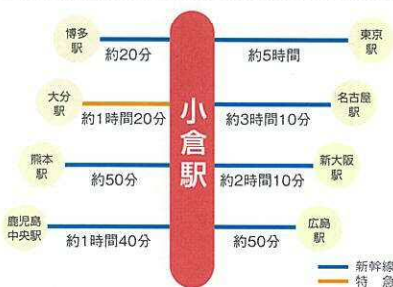 博多
駅
約20分
約5時間
東京
駅
大分
駅
約1時間20分
約3時間10分
名古屋
駅
小倉駅
熊本
駅
約50分
約2時間10分
新大阪
駅
鹿児島
中央駅
約1時間40分
約50分
広島
駅
新幹線
特 急